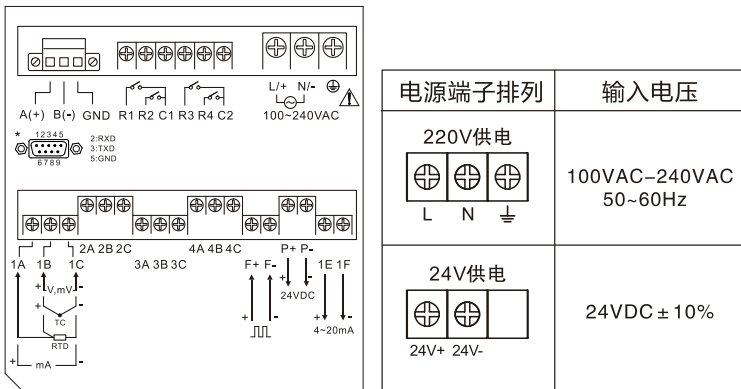 L/+ N/-
A(+) B(-) GND R1 R2 C1 R3 R4 C2 100~240VAC
* 12345
6789
2:RXD
3:TXD
5:GND
2A 2B 2C 4A 4B 4C
1A 1B 1C 3A 3B 3C F+ F- P+ P- 1E 1F
+ V,mV -
+ -
24VDC
+ TC -
RTD
+ -
+ -
4~20mA
+ mA -
电源端子排列 输入电压
220V供电
L N
100VAC-240VAC
50~60Hz
24V供电
24V+ 24V-
24VDC±10%